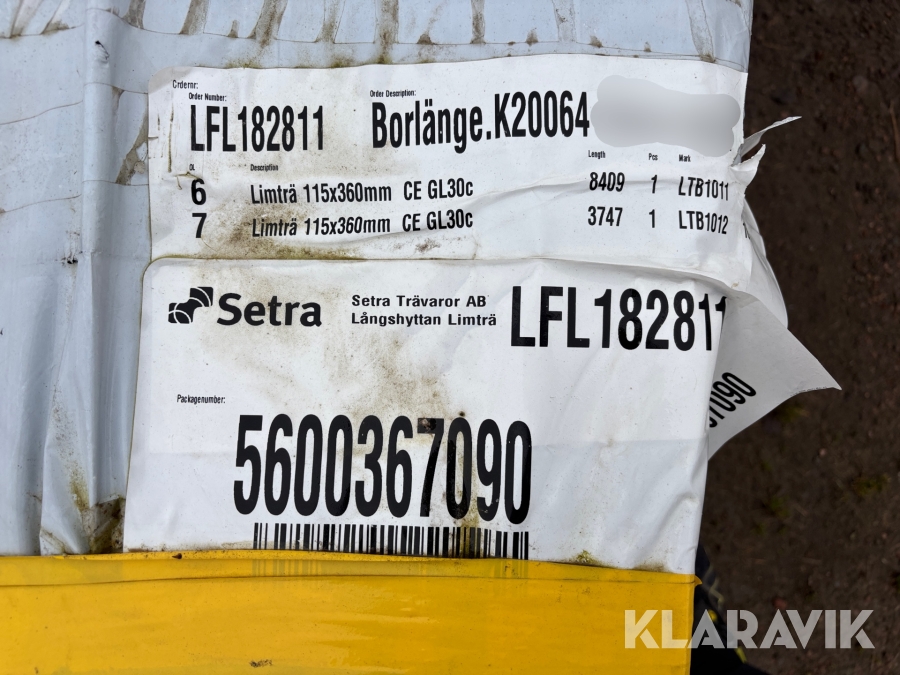 Ordernr:
Order Number:
Order Description:
LFL182811
Borlänge.K20064
OL
Description
Length
Pcs
Mark
6 Limträ 115x360mm CE GL30c 8409 1 LTB1011
7 Limträ 115x360mm CE GL30c 3747 1 LTB1012
Setra
Setra Trävaror AB
Långshyttan Limträ
LFL182811
Packagenumber:
5600367090
7090
KLARAVIK